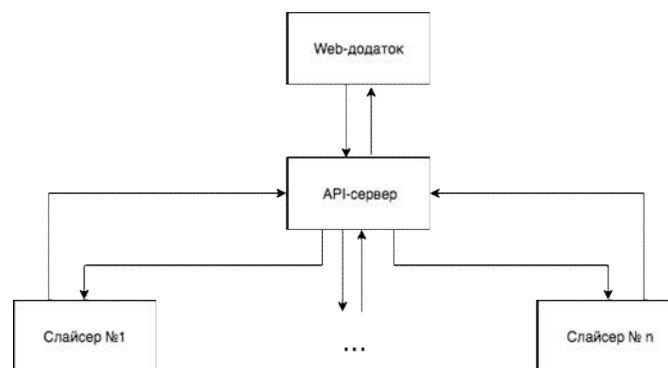 Web-додаток
API-сервер
Слайсер №1
...
Слайсер № n